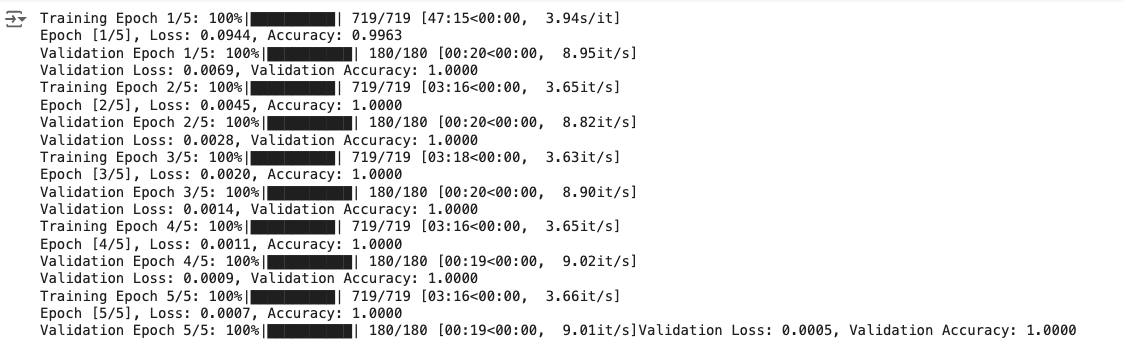 Training Epoch 1/5: 100%|██████████| 719/719 [47:15<00:00,  3.94s/it]
Epoch [1/5], Loss: 0.0944, Accuracy: 0.9963
Validation Epoch 1/5: 100%|██████████| 180/180 [00:20<00:00,  8.95it/s]
Validation Loss: 0.0069, Validation Accuracy: 1.0000
Training Epoch 2/5: 100%|██████████| 719/719 [03:16<00:00,  3.65it/s]
Epoch [2/5], Loss: 0.0045, Accuracy: 1.0000
Validation Epoch 2/5: 100%|██████████| 180/180 [00:20<00:00,  8.82it/s]
Validation Loss: 0.0028, Validation Accuracy: 1.0000
Training Epoch 3/5: 100%|██████████| 719/719 [03:18<00:00,  3.63it/s]
Epoch [3/5], Loss: 0.0020, Accuracy: 1.0000
Validation Epoch 3/5: 100%|██████████| 180/180 [00:20<00:00,  8.90it/s]
Validation Loss: 0.0014, Validation Accuracy: 1.0000
Training Epoch 4/5: 100%|██████████| 719/719 [03:16<00:00,  3.65it/s]
Epoch [4/5], Loss: 0.0011, Accuracy: 1.0000
Validation Epoch 4/5: 100%|██████████| 180/180 [00:19<00:00,  9.02it/s]
Validation Loss: 0.0009, Validation Accuracy: 1.0000
Training Epoch 5/5: 100%|██████████| 719/719 [03:16<00:00,  3.66it/s]
Epoch [5/5], Loss: 0.0007, Accuracy: 1.0000
Validation Epoch 5/5: 100%|██████████| 180/180 [00:19<00:00,  9.01it/s]Validation Loss: 0.0005, Validation Accuracy: 1.0000